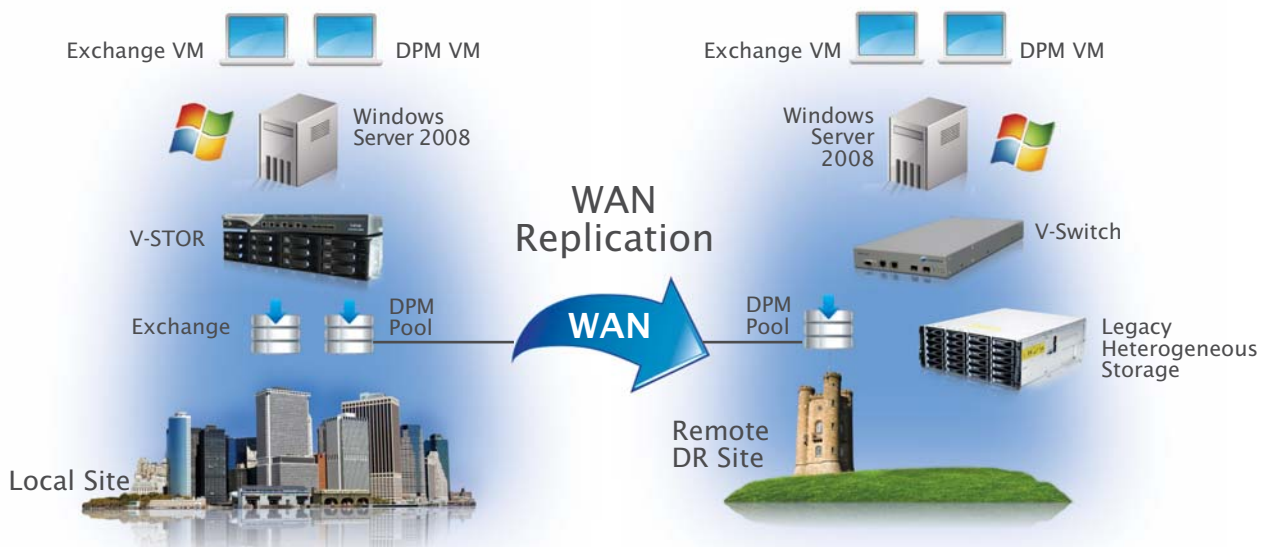 Exchange VM
DPM VM
Windows
Server 2008
V-STOR
Exchange
DPM
Pool
Local Site
WAN
Replication
WAN
Exchange VM
DPM VM
Windows
Server
2008
V-Switch
DPM
Pool
Legacy
Heterogeneous
Storage
Remote
DR Site